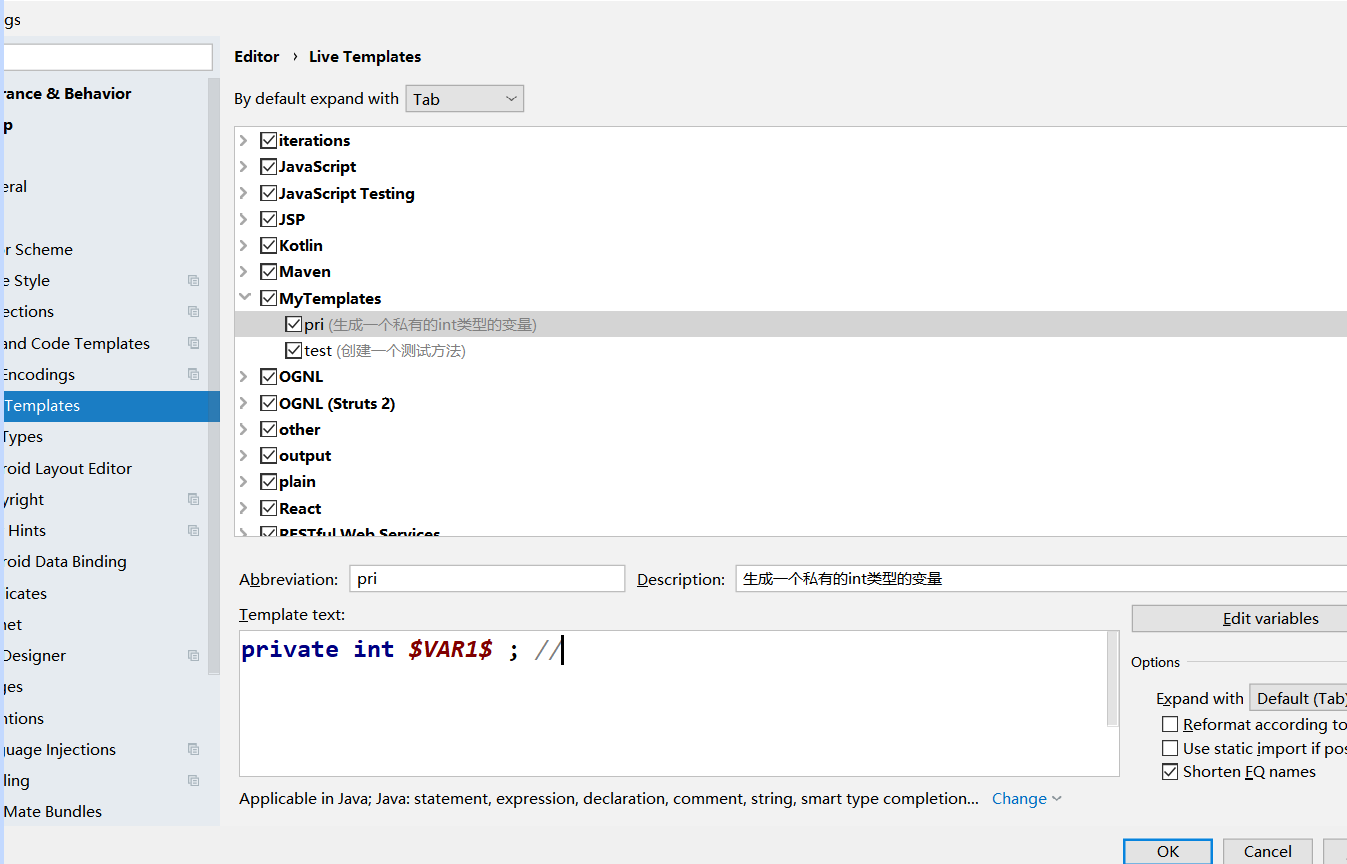 gs
rance & Behavior
p
eral
r Scheme
e Style
ections
and Code Templates
Encodings
Templates
Types
roid Layout Editor
yright
Hints
roid Data Binding
icates
net
Designer
ges
ntions
guage Injections
ling
Mate Bundles
Editor › Live Templates
By default expand with Tab
iterations
JavaScript
JavaScript Testing
JSP
Kotlin
Maven
MyTemplates
pri (生成一个私有的int类型的变量)
test (创建一个测试方法)
OGNL
OGNL (Struts 2)
other
output
plain
React
RESTful Web Services
Abbreviation: pri Description: 生成一个私有的int类型的变量
Template text:
private int $VAR1$ ; //
Edit variables
Options
Expand with Default (Tab)
Reformat according to
Use static import if pos
Shorten FQ names
Applicable in Java; Java: statement, expression, declaration, comment, string, smart type completion... Change
OK Cancel